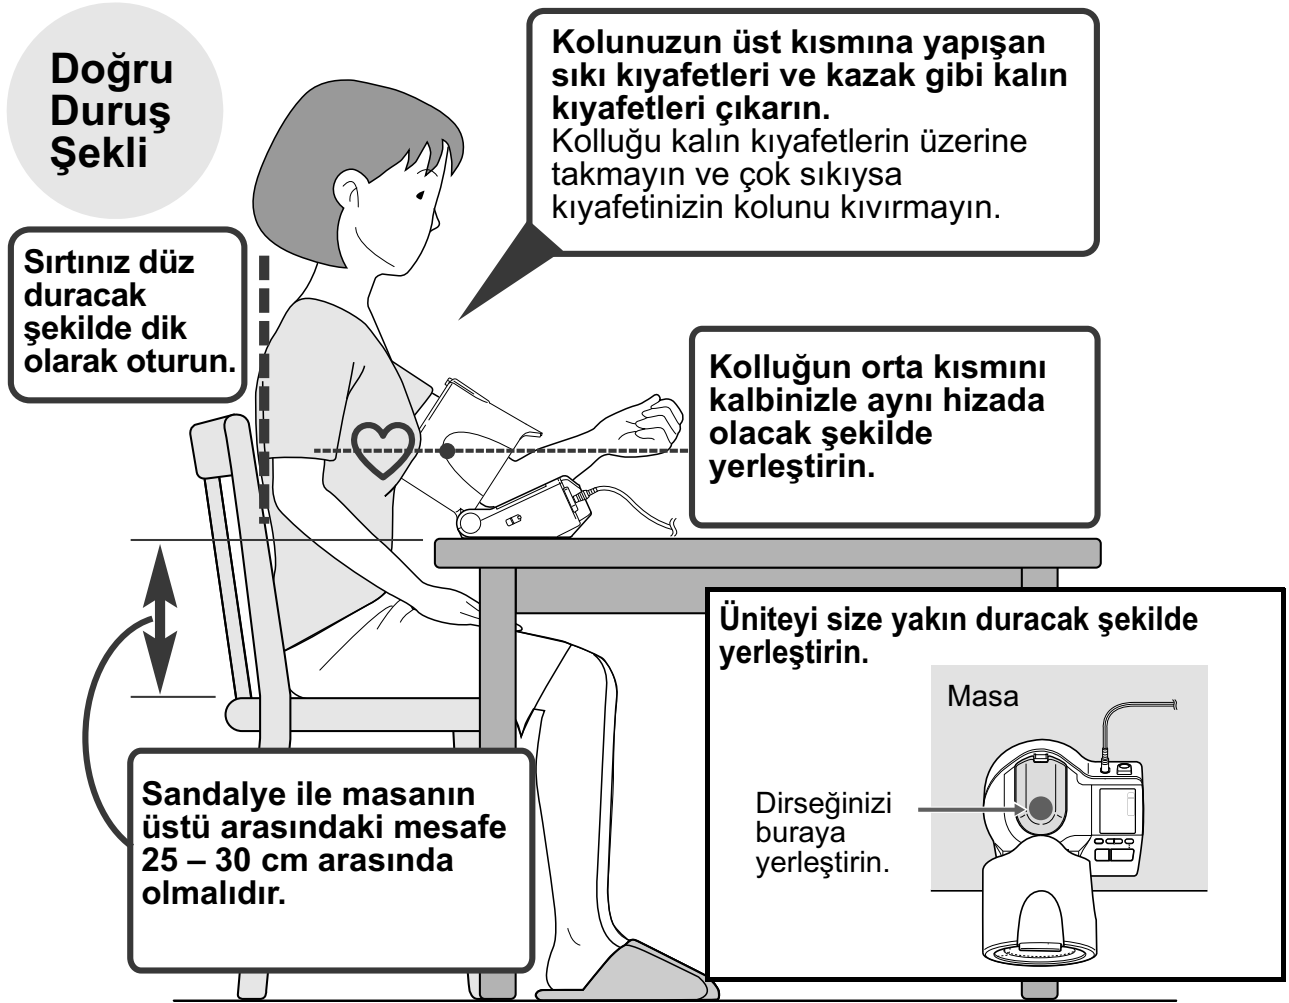 Doğru
Duruş
Şekli
Kolunuzun üst kısmına yapışan
sıkı kıyafetleri ve kazak gibi kalın
kıyafetleri çıkarın.
Kolluğu kalın kıyafetlerin üzerine
takmayın ve çok sıkıysa
kıyafetinizin kolunu kıvırmayın.
Sırtınız düz
duracak
şekilde dik
olarak oturun.
Kolluğun orta kısmını
kalbinizle aynı hizada
olacak şekilde
yerleştirin.
Üniteyi size yakın duracak şekilde
yerleştirin.
Masa
Dirseğinizi
buraya
yerleştirin.
Sandalye ile masanın
üstü arasındaki mesafe
25 – 30 cm arasında
olmalıdır.